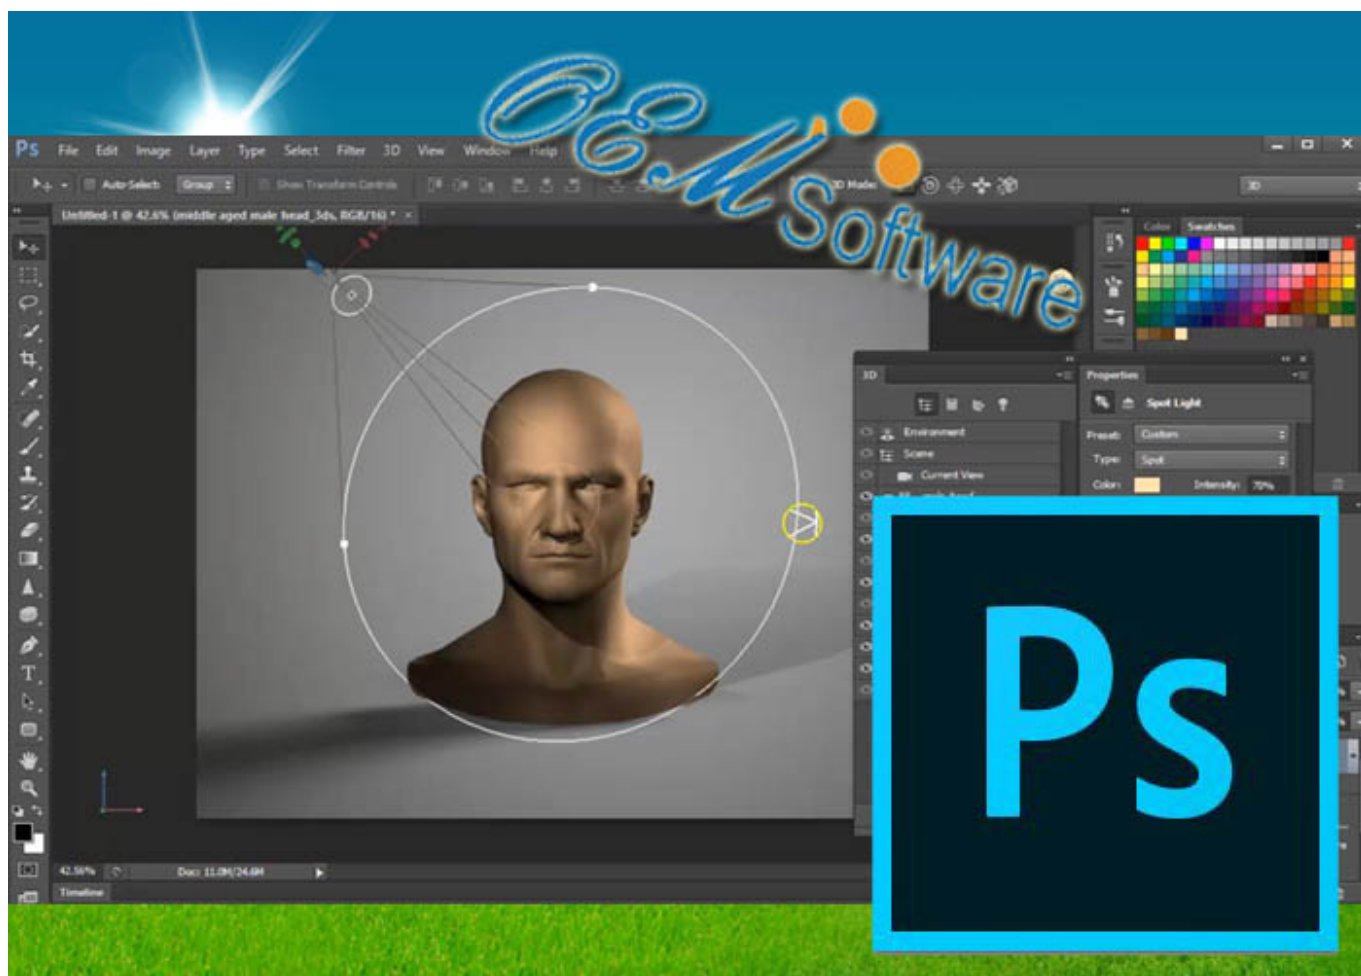 OEM
Software
Ps File Edit Image Layer Type Select Filter 3D View Window Help
Auto-Select: Group Show Transform Controls 3D Mode: 3D
Untitled-1 @ 42.6% (middle aged male head_3ds, RGB/16) *
Color Swatches
3D
Properties
Spot Light
Environment
Preset: Custom
Scene
Type: Spot
Current View
Color: Intensity: 70%
42.56% Doc: 11.0M/24.6M
Timeline
Ps